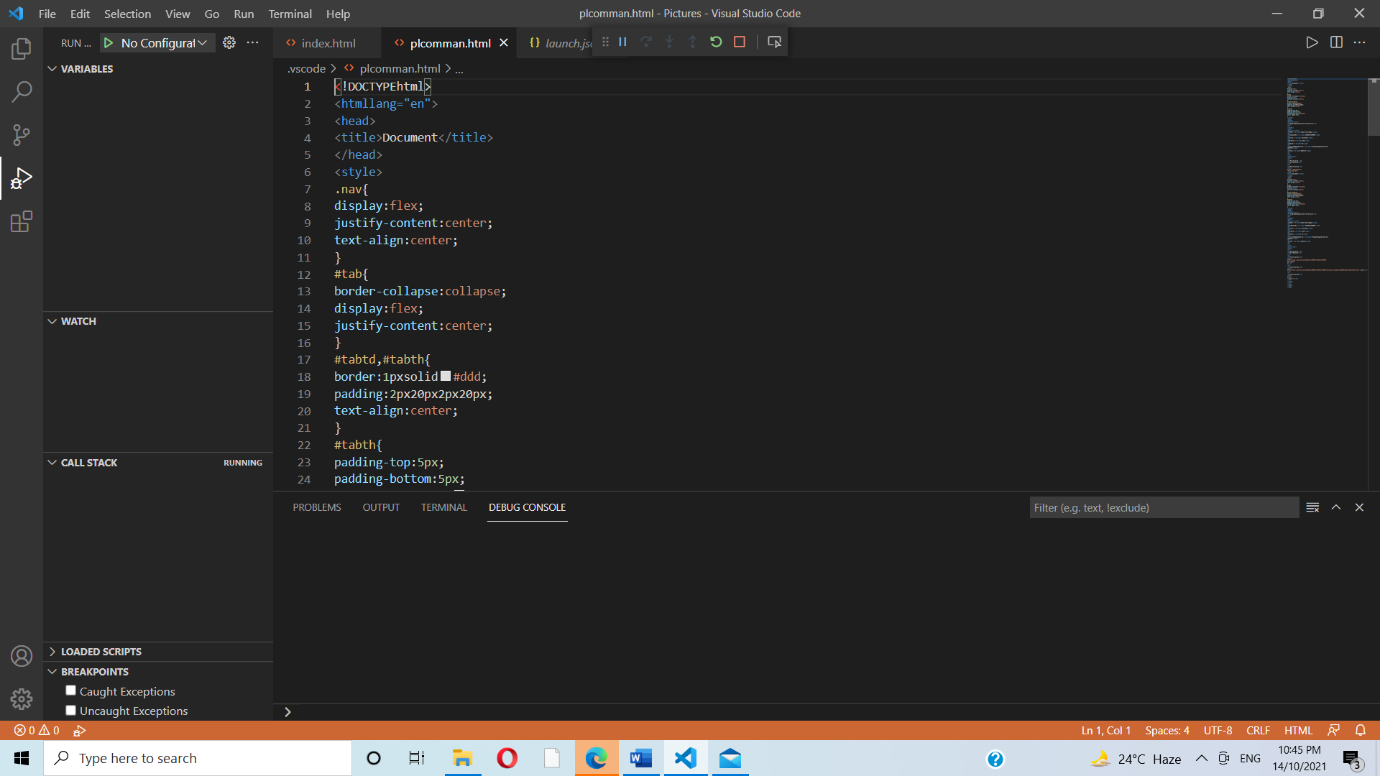 File Edit Selection View Go Run Terminal Help
plcomman.html - Pictures - Visual Studio Code
RUN ... No Configurat
index.html
plcomman.html
{} launch.js
VARIABLES
.vscode > plcomman.html > ...
1 <!DOCTYPEhtml>
2 <htmllang="en">
3 <head>
4 <title>Document</title>
5 </head>
6 <style>
7 .nav{
8 display:flex;
9 justify-content:center;
10 text-align:center;
11 }
12 #tab{
13 border-collapse:collapse;
14 display:flex;
15 justify-content:center;
16 }
17 #tabtd,#tabth{
18 border:1pxsolid #ddd;
19 padding:2px20px2px20px;
20 text-align:center;
21 }
22 #tabth{
23 padding-top:5px;
24 padding-bottom:5px;
WATCH
CALL STACK RUNNING
LOADED SCRIPTS
BREAKPOINTS
Caught Exceptions
Uncaught Exceptions
PROBLEMS OUTPUT TERMINAL DEBUG CONSOLE
Filter (e.g. text, !exclude)
0 0
Ln 1, Col 1 Spaces: 4 UTF-8 CRLF HTML
Type here to search
24°C Haze ENG
10:45 PM
14/10/2021
3